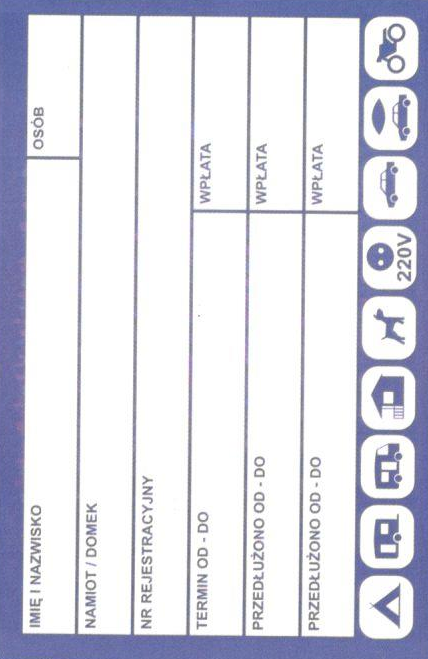 IMIĘ I NAZWISKO OSÓB
NAMIOT / DOMEK
NR REJESTRACYJNY
TERMIN OD - DO WPŁATA
PRZEDŁUŻONO OD - DO WPŁATA
PRZEDŁUŻONO OD - DO WPŁATA
220V